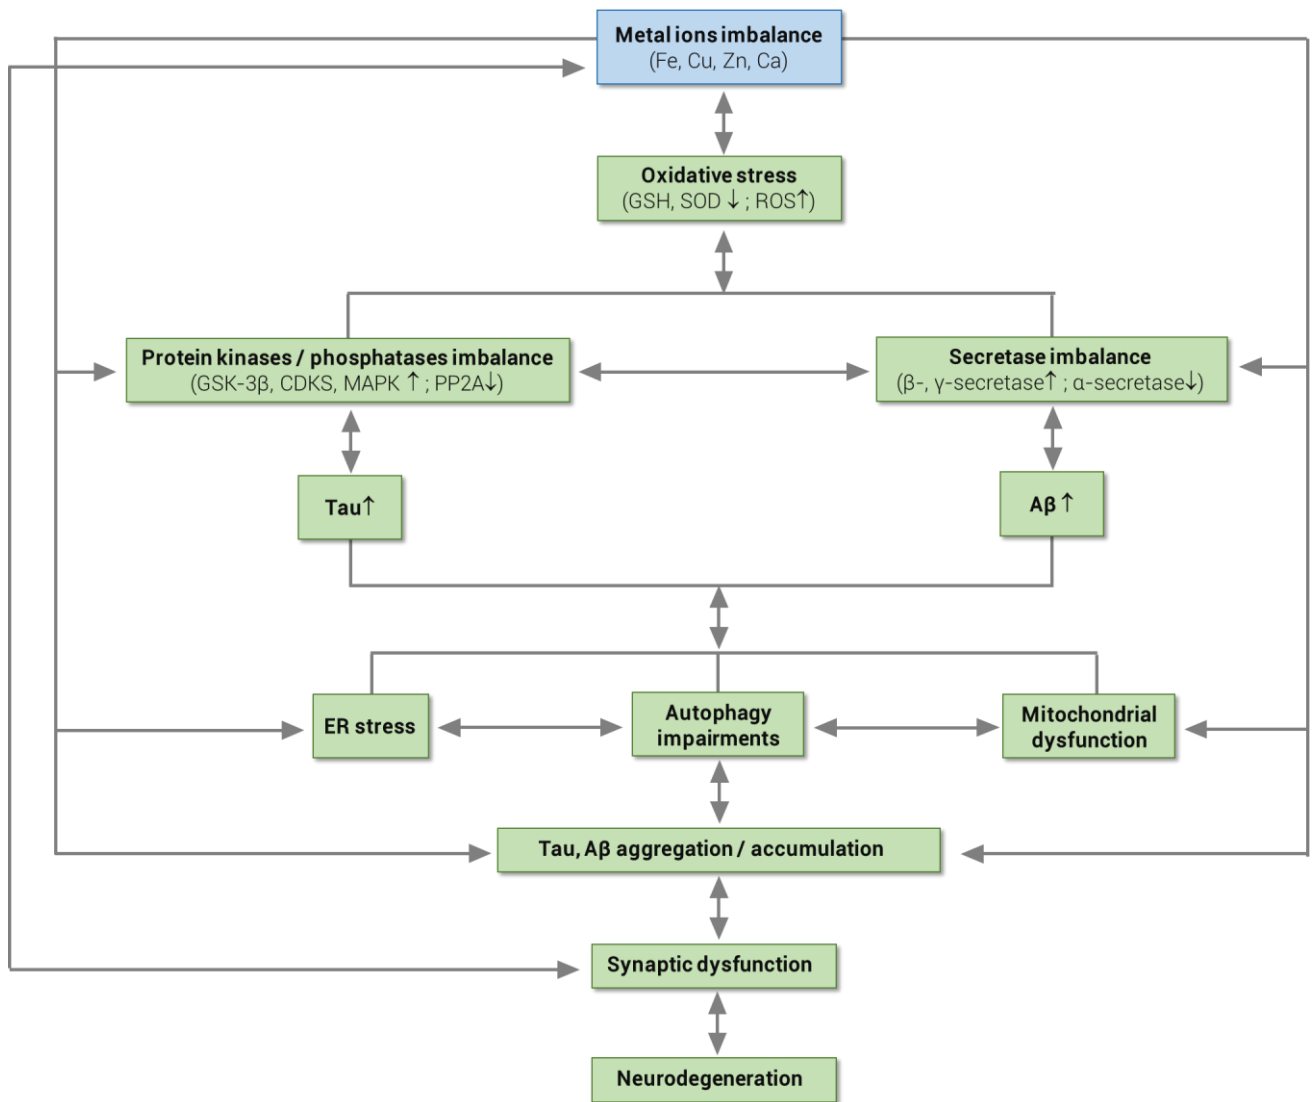 Metal ions imbalance
(Fe, Cu, Zn, Ca)
Oxidative stress
(GSH, SOD ↓ ; ROS↑)
Protein kinases / phosphatases imbalance
(GSK-3β, CDKS, MAPK ↑ ; PP2A↓)
Secretase imbalance
(β-, γ-secretase↑ ; α-secretase↓)
Tau↑
Aβ ↑
ER stress
Autophagy
impairments
Mitochondrial
dysfunction
Tau, Aβ aggregation / accumulation
Synaptic dysfunction
Neurodegeneration